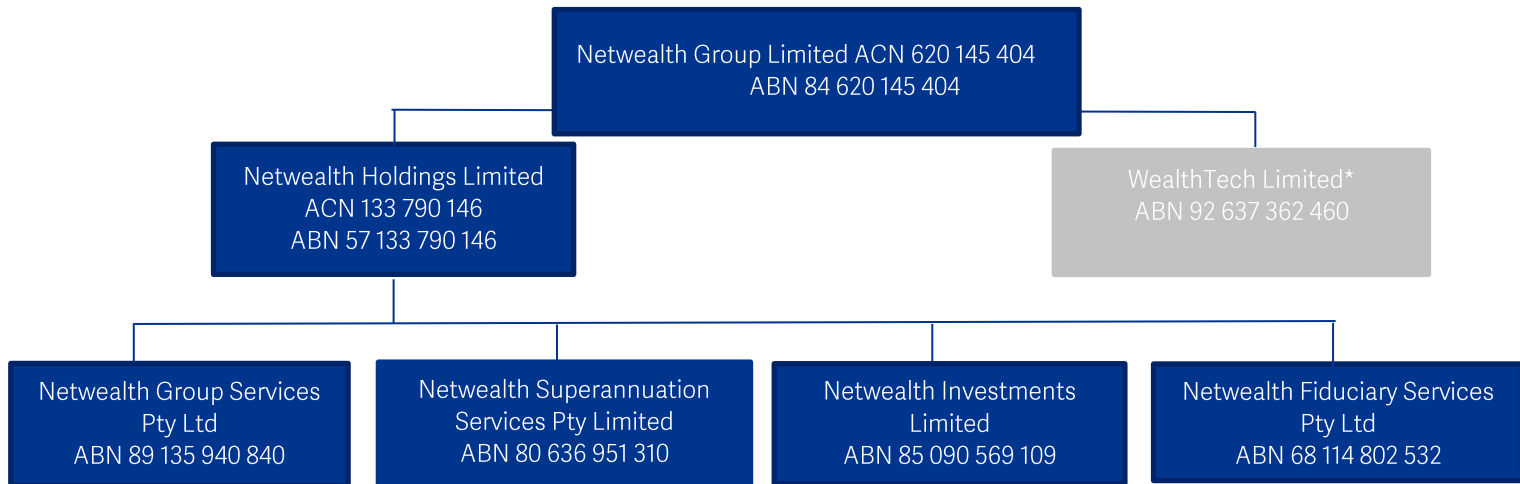 Netwealth Group Limited ACN 620 145 404
ABN 84 620 145 404
Netwealth Holdings Limited
ACN 133 790 146
ABN 57 133 790 146
WealthTech Limited*
ABN 92 637 362 460
Netwealth Group Services
Pty Ltd
ABN 89 135 940 840
Netwealth Superannuation
Services Pty Limited
ABN 80 636 951 310
Netwealth Investments
Limited
ABN 85 090 569 109
Netwealth Fiduciary Services
Pty Ltd
ABN 68 114 802 532